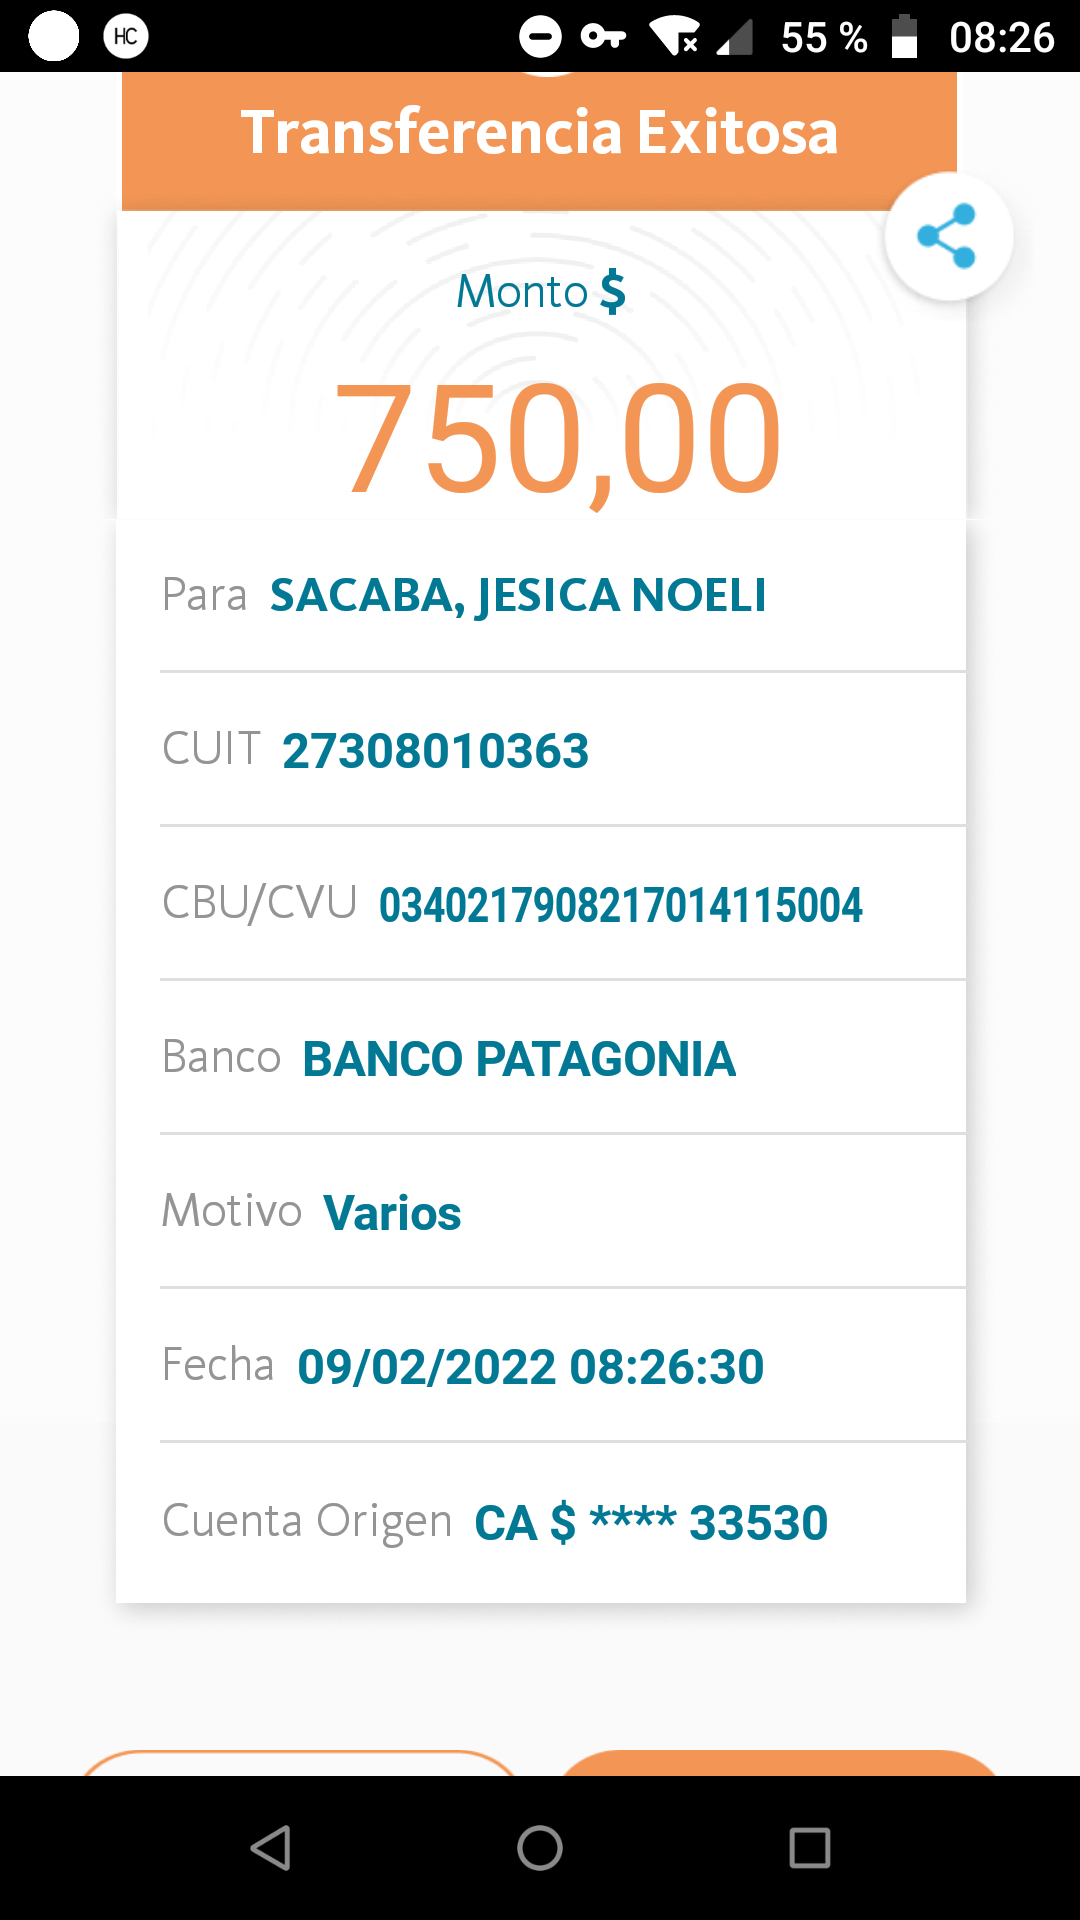 HC 55 % 08:26
Transferencia Exitosa
Monto $
750,00
Para SACABA, JESICA NOELI
CUIT 27308010363
CBU/CVU 0340217908217014115004
Banco BANCO PATAGONIA
Motivo Varios
Fecha 09/02/2022 08:26:30
Cuenta Origen CA $ **** 33530